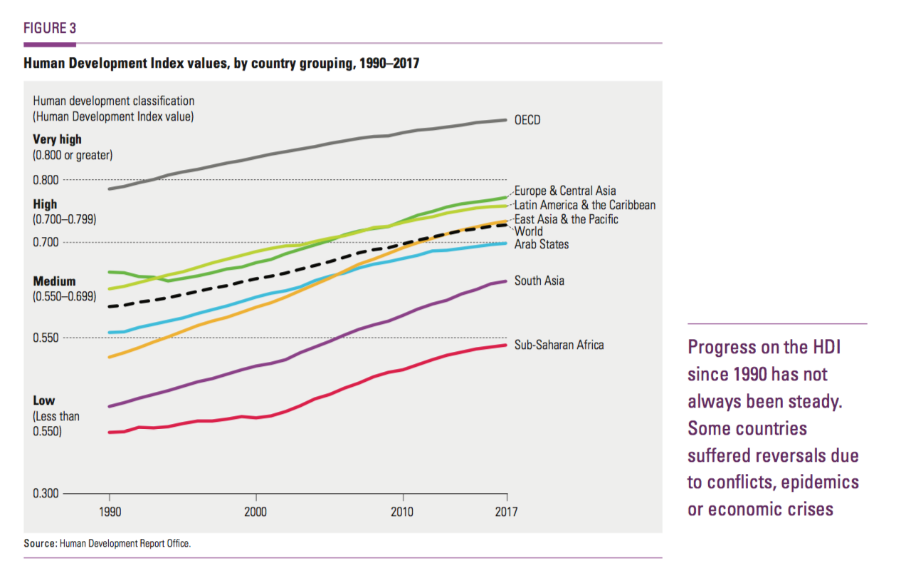 FIGURE 3
Human Development Index values, by country grouping, 1990–2017
Human development classification
(Human Development Index value)
Very high
(0.800 or greater)
0.800
High
(0.700–0.799)
0.700
Medium
(0.550–0.699)
0.550
Low
(Less than
0.550)
0.300
OECD
Europe & Central Asia
Latin America & the Caribbean
East Asia & the Pacific
World
Arab States
South Asia
Sub-Saharan Africa
1990
2000
2010
2017
Source: Human Development Report Office.
Progress on the HDI
since 1990 has not
always been steady.
Some countries
suffered reversals due
to conflicts, epidemics
or economic crises